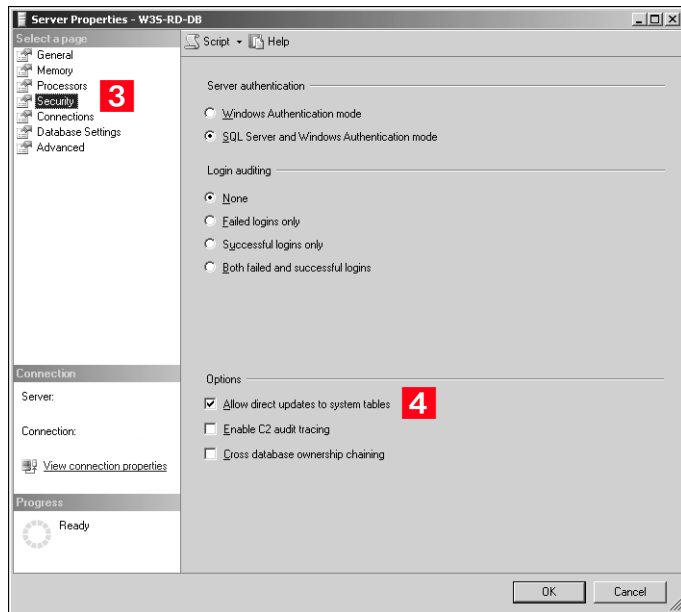 Server Properties - W3S-RD-DB
Select a page
General
Memory
Processors
Security
Connections
Database Settings
Advanced
3
Script
Help
Server authentication
Windows Authentication mode
SQL Server and Windows Authentication mode
Login auditing
None
Failed logins only
Successful logins only
Both failed and successful logins
Connection
Server:
Connection:
View connection properties
Options
Allow direct updates to system tables
4
Enable C2 audit tracing
Cross database ownership chaining
Progress
Ready
OK
Cancel